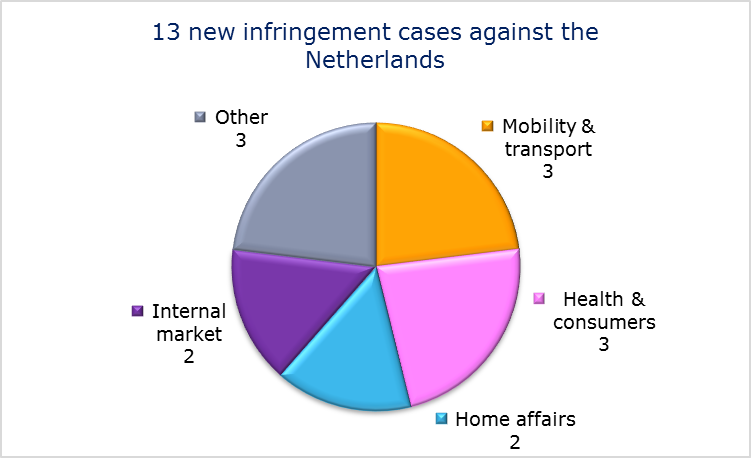 13 new infringement cases against the
Netherlands
Other
3
Mobility &
transport
3
Health &
consumers
3
Internal
market
2
Home affairs
2